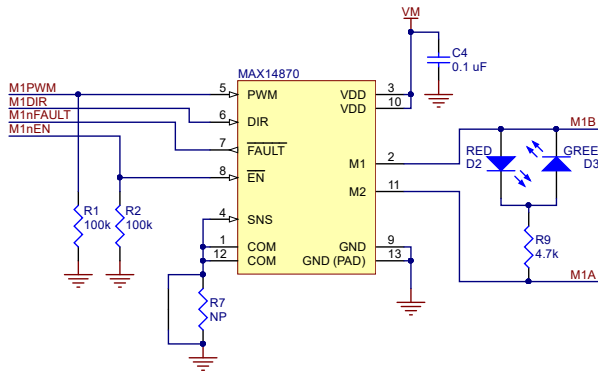 VM
C4
0.1 uF
MAX14870
M1PWM
M1DIR
M1nFAULT
M1nEN
5 PWM
6 DIR
7 FAULT
8 EN
4 SNS
1 COM
12 COM
VDD 3
VDD 10
M1 2
M2 11
GND 9
GND (PAD) 13
R1
100k
R2
100k
R7
NP
M1B
RED
D2
GREE
D3
R9
4.7k
M1A